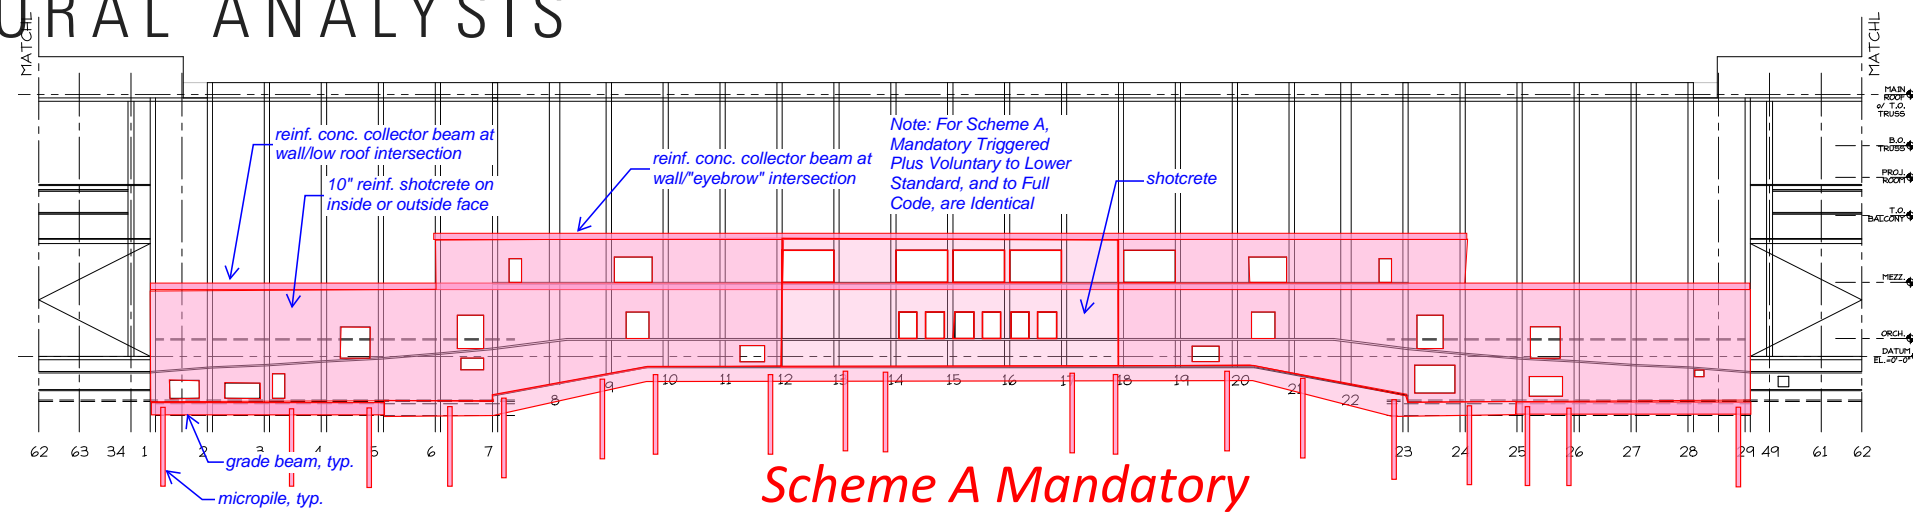 URAL ANALYSIS
MATCHL
MATCHL
MAIN
ROOF
o/ T.O.
TRUSS
B.O.
TRUSS
PROJ.
ROOM
T.O.
BALCONY
MEZZ.
ORCH.
DATUM
EL.=0'-0"
reinf. conc. collector beam at
wall/low roof intersection
10" reinf. shotcrete on
inside or outside face
reinf. conc. collector beam at
wall/"eyebrow" intersection
Note: For Scheme A,
Mandatory Triggered
Plus Voluntary to Lower
Standard, and to Full
Code, are Identical
shotcrete
9 10 11 12 13 14 15 16 17 18 19 20 21
8 22
62 63 34 1 2 3 4 5 6 7 23 24 25 26 27 28 29 49 61 62
grade beam, typ.
micropile, typ.
Scheme A Mandatory